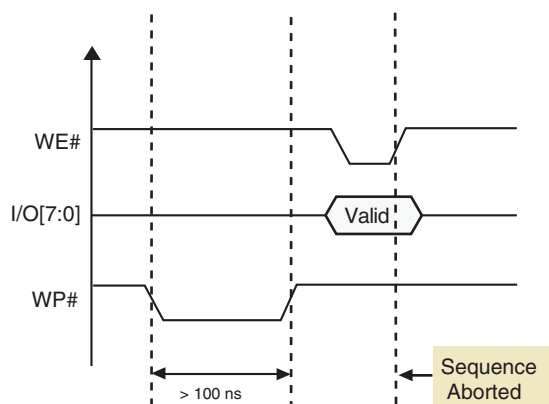 WE#
I/O[7:0]
Valid
WP#
> 100 ns
Sequence
Aborted